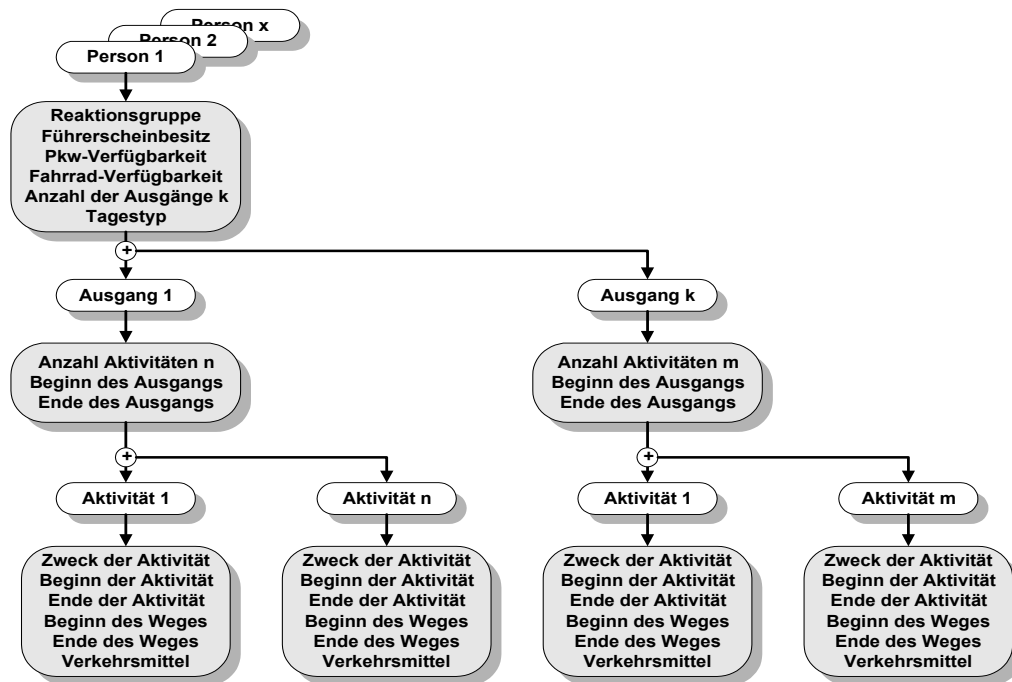 Person x
Person 2
Person 1
Reaktionsgruppe
Führerscheinbesitz
Pkw-Verfügbarkeit
Fahrrad-Verfügbarkeit
Anzahl der Ausgänge k
Tagestyp
+
Ausgang 1
Ausgang k
Anzahl Aktivitäten n
Beginn des Ausgangs
Ende des Ausgangs
Anzahl Aktivitäten m
Beginn des Ausgangs
Ende des Ausgangs
+
+
Aktivität 1
Aktivität n
Aktivität 1
Aktivität m
Zweck der Aktivität
Beginn der Aktivität
Ende der Aktivität
Beginn des Weges
Ende des Weges
Verkehrsmittel
Zweck der Aktivität
Beginn der Aktivität
Ende der Aktivität
Beginn des Weges
Ende des Weges
Verkehrsmittel
Zweck der Aktivität
Beginn der Aktivität
Ende der Aktivität
Beginn des Weges
Ende des Weges
Verkehrsmittel
Zweck der Aktivität
Beginn der Aktivität
Ende der Aktivität
Beginn des Weges
Ende des Weges
Verkehrsmittel